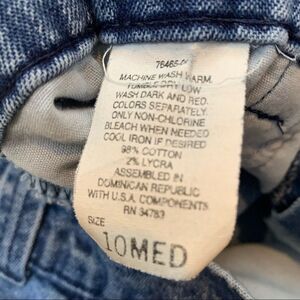 76465-0
MACHINE WASH WARM.
TUMBLE DRY LOW
WASH DARK AND RED.
COLORS SEPARATELY.
ONLY NON-CHLORINE
BLEACH WHEN NEEDED
COOL IRON IF DESIRED
98% COTTON
2% LYCRA
ASSEMBLED IN
DOMINICAN REPUBLIC
WITH U.S.A. COMPONENTS
RN 34783
SIZE
10MED